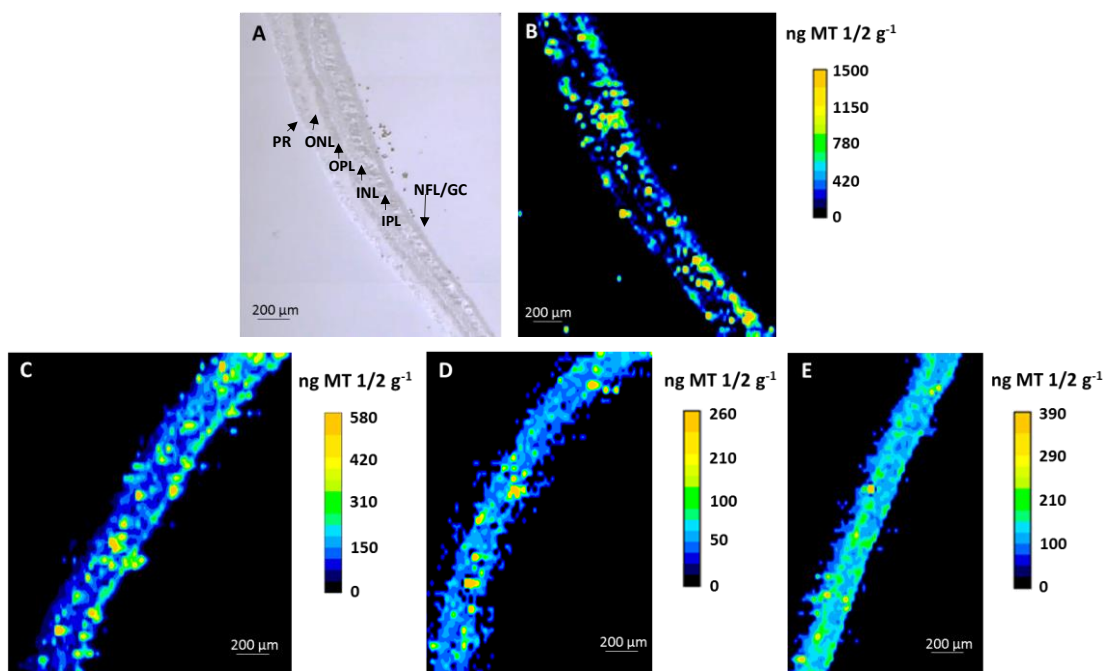 A
PR
ONL
OPL
INL
IPL
NFL/GC
200 µm
B
200 µm
ng MT 1/2 g⁻¹
1500
1150
780
420
0
C
200 µm
ng MT 1/2 g⁻¹
580
420
310
150
0
D
200 µm
ng MT 1/2 g⁻¹
260
210
100
50
0
E
200 µm
ng MT 1/2 g⁻¹
390
290
210
100
0